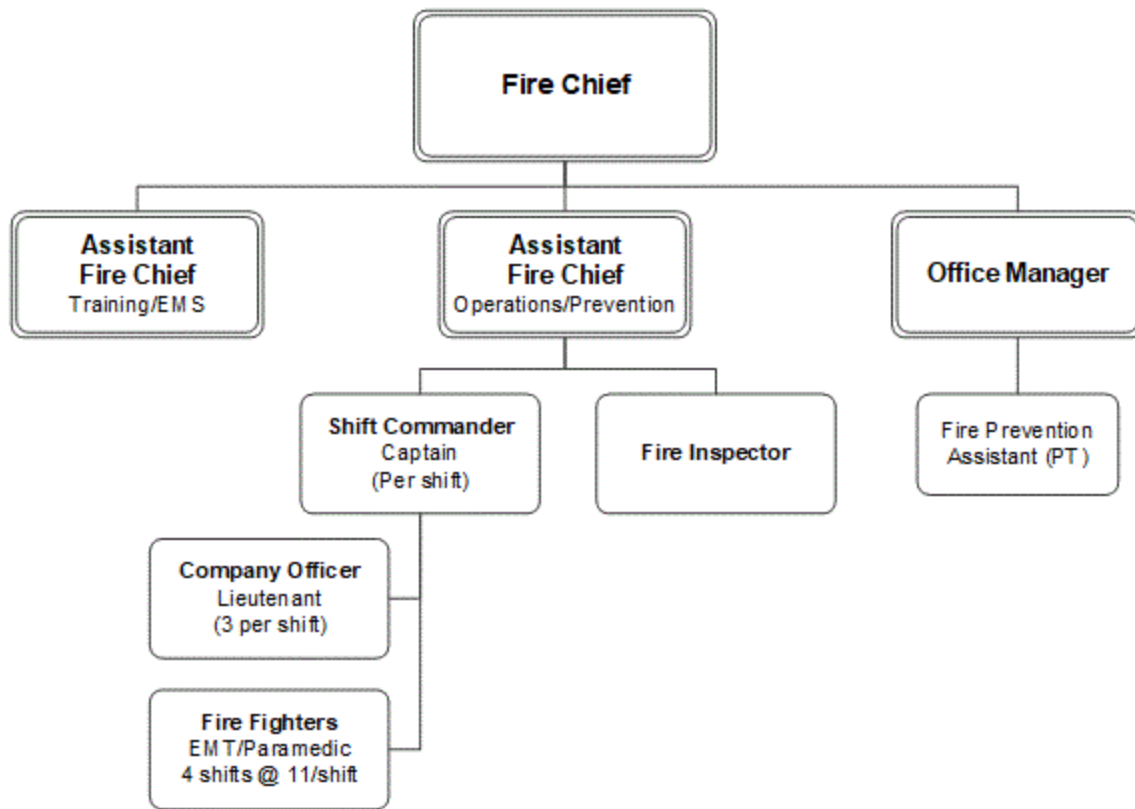 Fire Chief
Assistant
Fire Chief
Training/EMS
Assistant
Fire Chief
Operations/Prevention
Office Manager
Shift Commander
Captain
(Per shift)
Fire Inspector
Fire Prevention
Assistant (PT)
Company Officer
Lieutenant
(3 per shift)
Fire Fighters
EMT/Paramedic
4 shifts @ 11/shift